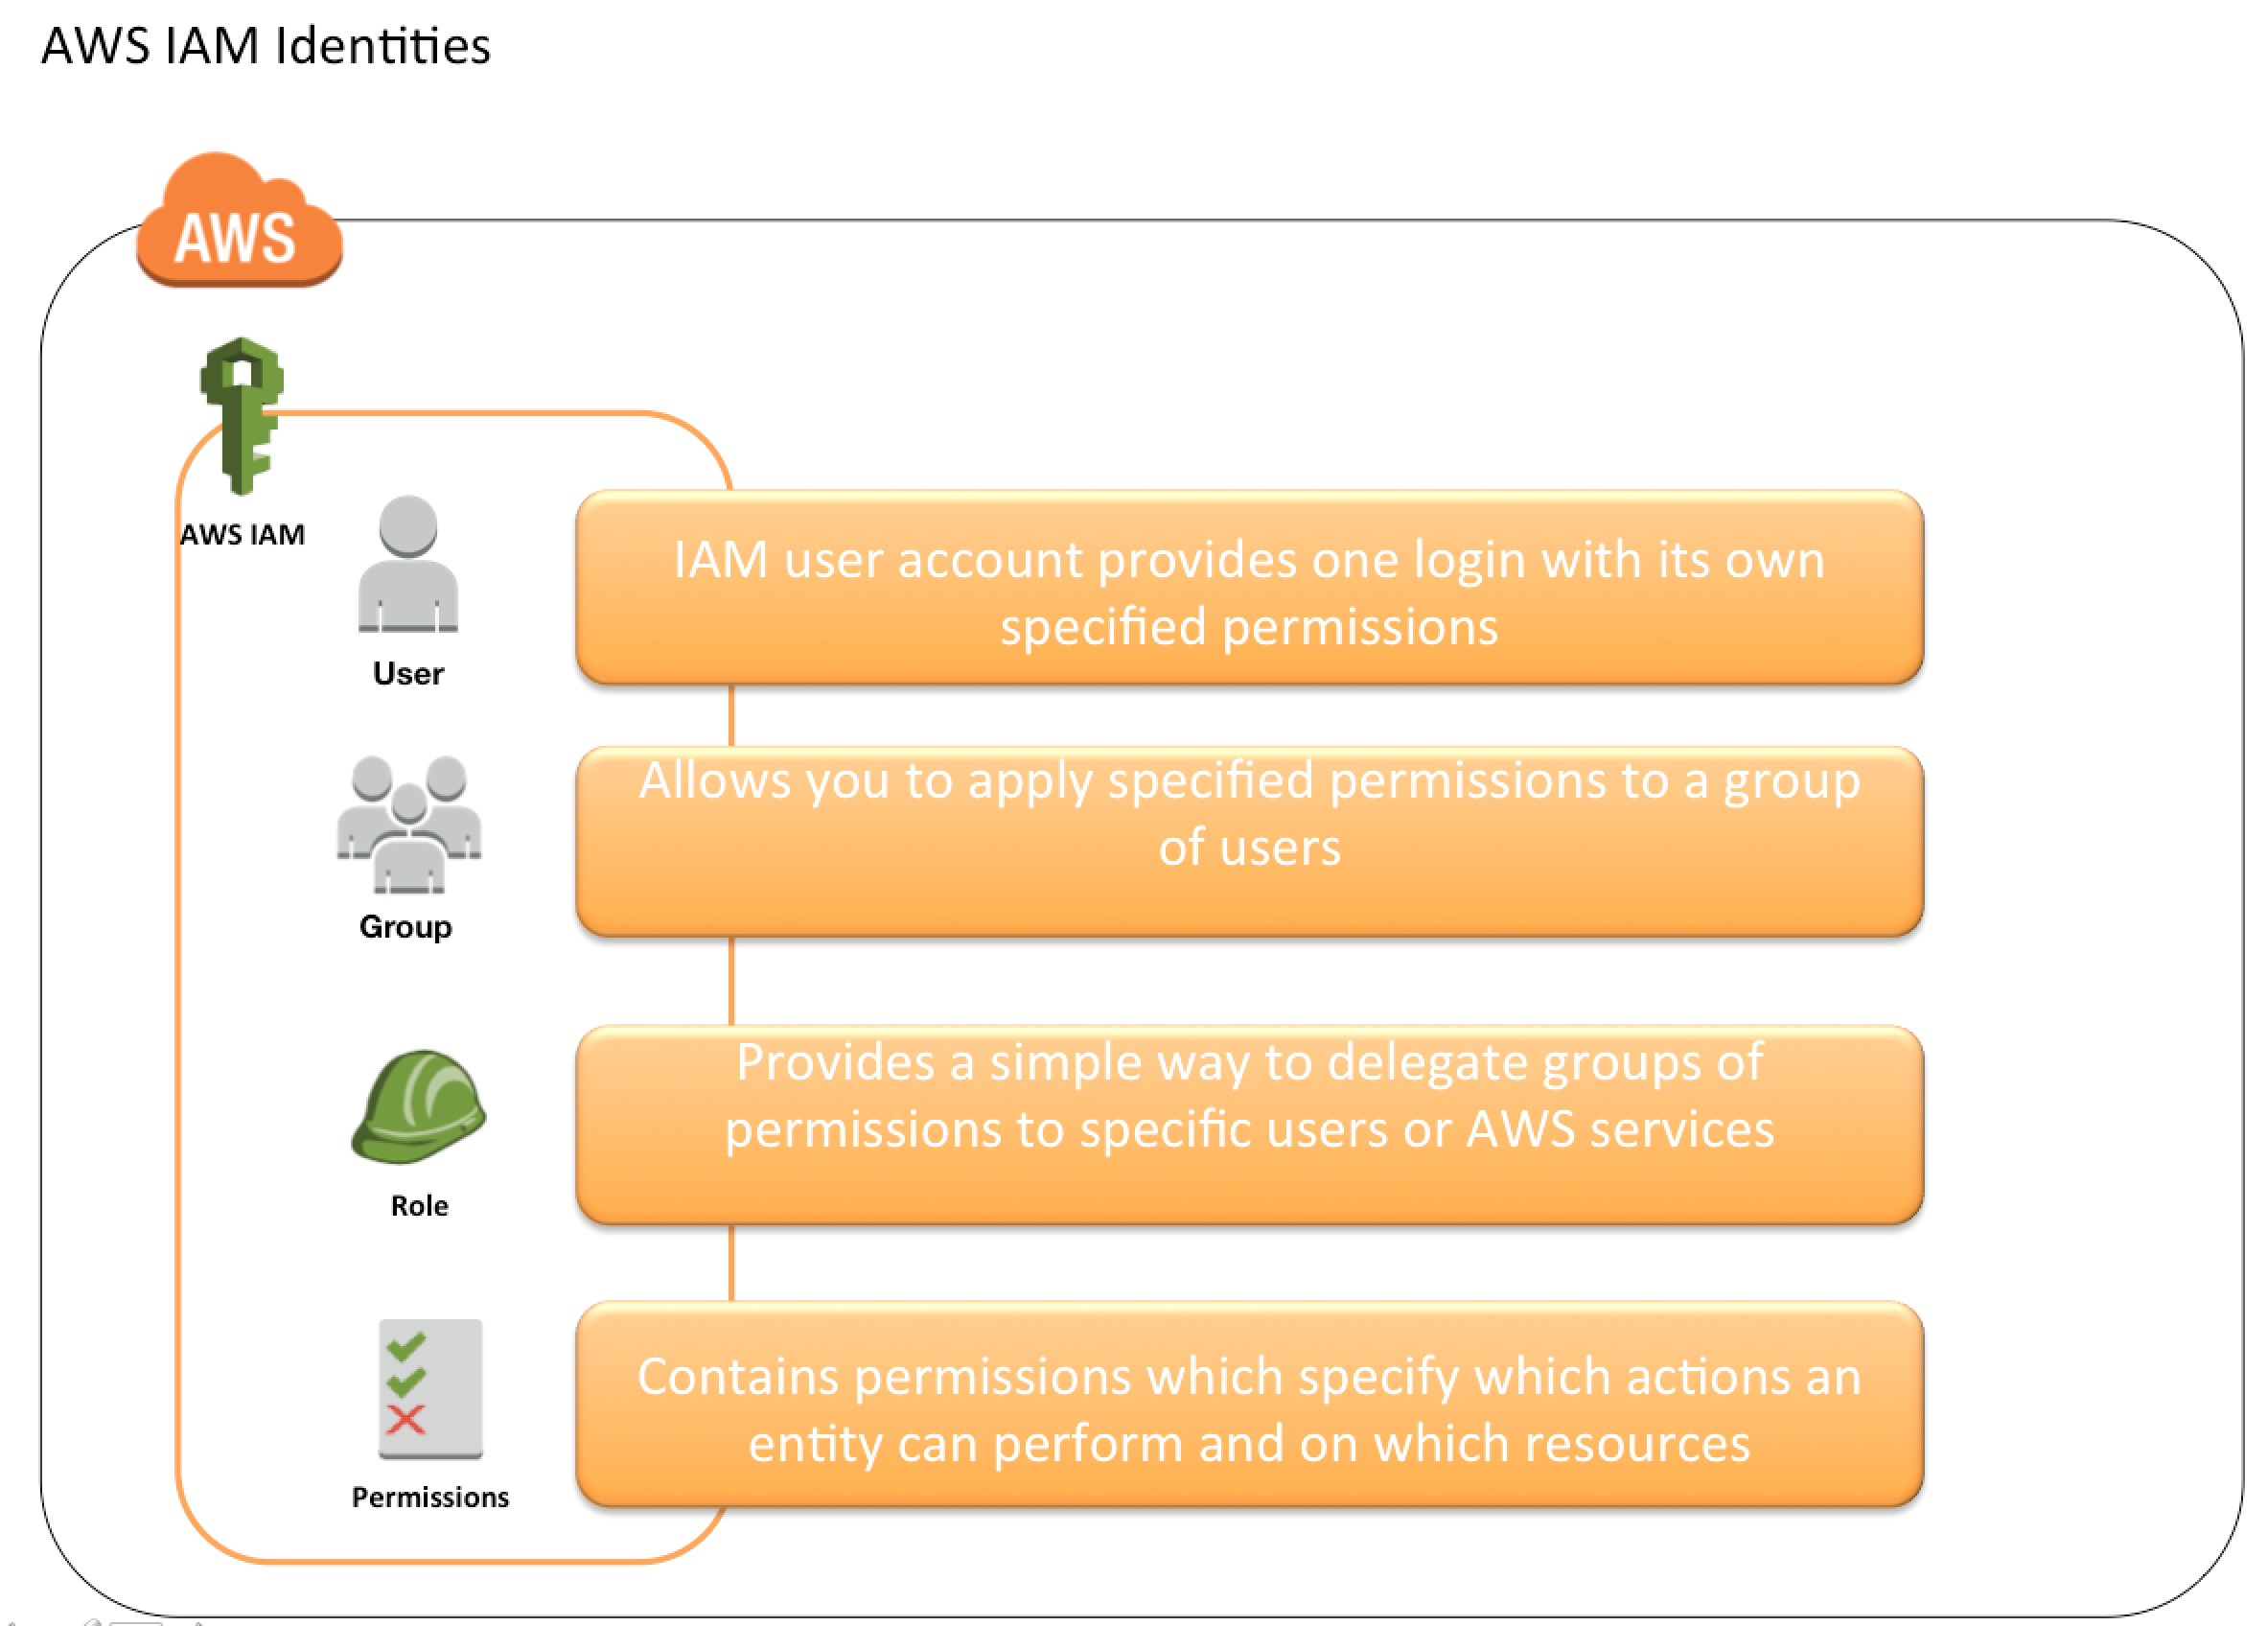 AWS IAM Identities
AWS
AWS IAM
User
IAM user account provides one login with its own
specified permissions
Group
Allows you to apply specified permissions to a group
of users
Role
Provides a simple way to delegate groups of
permissions to specific users or AWS services
Permissions
Contains permissions which specify which actions an
entity can perform and on which resources